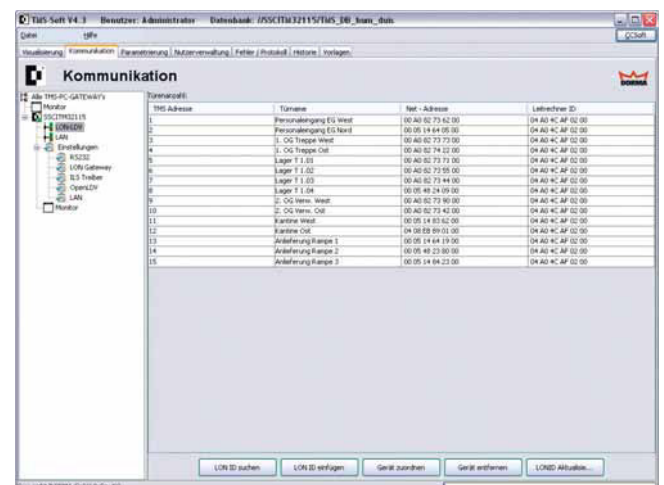 TMS-Soft V4.3 Benutzer: Administrator Datenbank: //SSCITM32115/TMS_DB_kum_duis
Datei Hilfe CCSoft
Visualisierung Kommunikation Parametrierung Nutzerverwaltung Fehler / Protokoll Historie Vorlagen
Kommunikation
DORMA
Alle TMS-PC-GATEWAY's
Monitor
SSCITM32115
LON-LDV
LAN
Einstellungen
RS232
LON Gateway
ILS Treiber
OpenLDV
LAN
Monitor
Türenanzahl:
TMS Adresse Türname Net - Adresse Leitrechner ID
1 Personaleingang EG West 00 A0 82 73 62 00 04 A0 4C AF 02 00
2 Personaleingang EG Nord 00 05 14 64 05 00 04 A0 4C AF 02 00
3 1. OG Treppe West 00 A0 82 73 73 00 04 A0 4C AF 02 00
4 1. OG Treppe Ost 00 A0 82 74 22 00 04 A0 4C AF 02 00
5 Lager T 1.01 00 A0 82 73 71 00 04 A0 4C AF 02 00
6 Lager T 1.02 00 A0 82 73 55 00 04 A0 4C AF 02 00
7 Lager T 1.03 00 A0 82 73 44 00 04 A0 4C AF 02 00
8 Lager T 1.04 00 05 48 24 09 00 04 A0 4C AF 02 00
9 2. OG Verw. West 00 A0 82 73 90 00 04 A0 4C AF 02 00
10 2. OG Verw. Ost 00 A0 82 73 42 00 04 A0 4C AF 02 00
11 Kantine West 00 05 14 83 62 00 04 A0 4C AF 02 00
12 Kantine Ost 04 08 EB 89 01 00 04 A0 4C AF 02 00
13 Anlieferung Rampe 1 00 05 14 64 19 00 04 A0 4C AF 02 00
14 Anlieferung Rampe 2 00 05 48 23 80 00 04 A0 4C AF 02 00
15 Anlieferung Rampe 3 00 05 14 84 23 00 04 A0 4C AF 02 00
LON ID suchen LON ID einfügen Gerät zuordnen Gerät entfernen LONID Aktualisie...